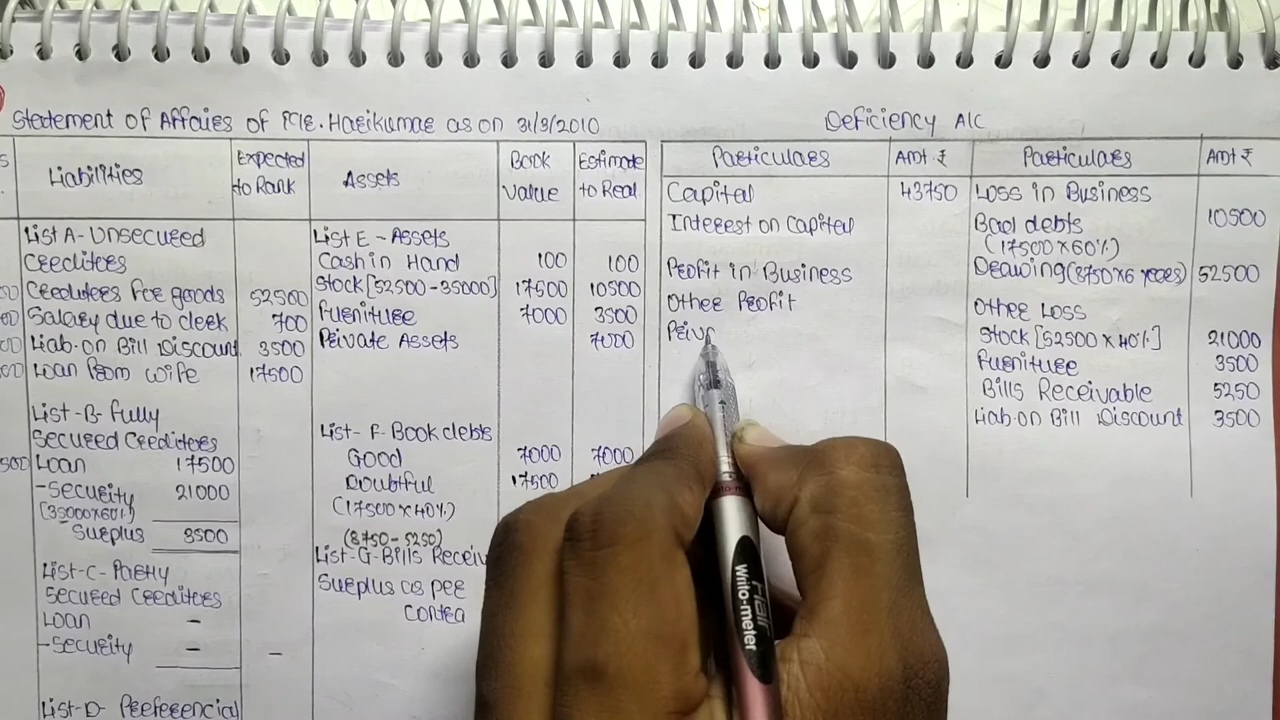 Statement of Affairs of Mr. Harikumar as on 31/3/2010
Liabilities
Expected
to Rank
Assets
Book
Value
Estimate
to Real
List A - Unsecured
Creditors
Creditors for goods 52500
Salary due to clerk 700
Liab. on Bill Discount. 3500
Loan from wife 17500
List-B-Fully
Secured Creditors
Loan 17500
-Security 21000
(35000x60%)
Surplus 3500
List-C-Partly
Secured Creditors
Loan -
-Security - -
List-D- Preferencial
List E - Assets
Cash in Hand 100 100
Stock [52500-35000] 17500 10500
Furniture 7000 3500
Private Assets 7000
List- F- Book debts
Good 7000 7000
Doubtful 17500
(17500x40%)
(8750-5250)
List-G-Bills Receiv
Surplus as per
Contra
Deficiency A/C
Particulars Amt ₹ Particulars Amt ₹
Capital 43750
Interest on Capital
Profit in Business
Other Profit
Priva
Loss in Business
Bad debts 10500
(17500x60%)
Drawing (8750x6 years) 52500
Other Loss
Stock [52500x40%] 21000
Furniture 3500
Bills Receivable 5250
Liab. on Bill Discount 3500
Flair
Writo-meter